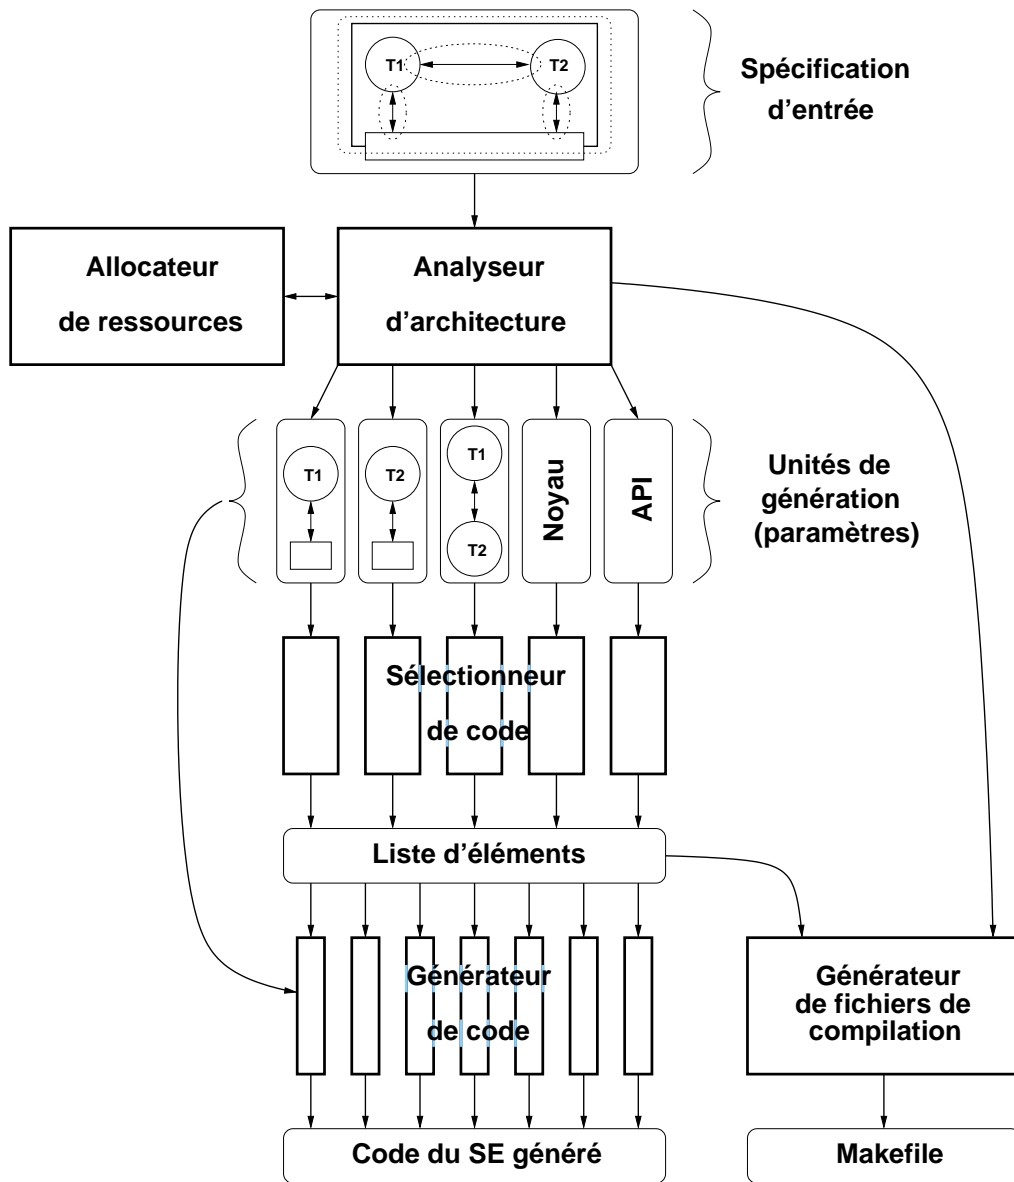 T1
T2
Spécification
d'entrée
Allocateur
de ressources
Analyseur
d'architecture
T1
T2
T1
T2
Noyau
API
Unités de
génération
(paramètres)
Sélectionneur
de code
Liste d'éléments
Générateur
de code
Générateur
de fichiers de
compilation
Code du SE généré
Makefile